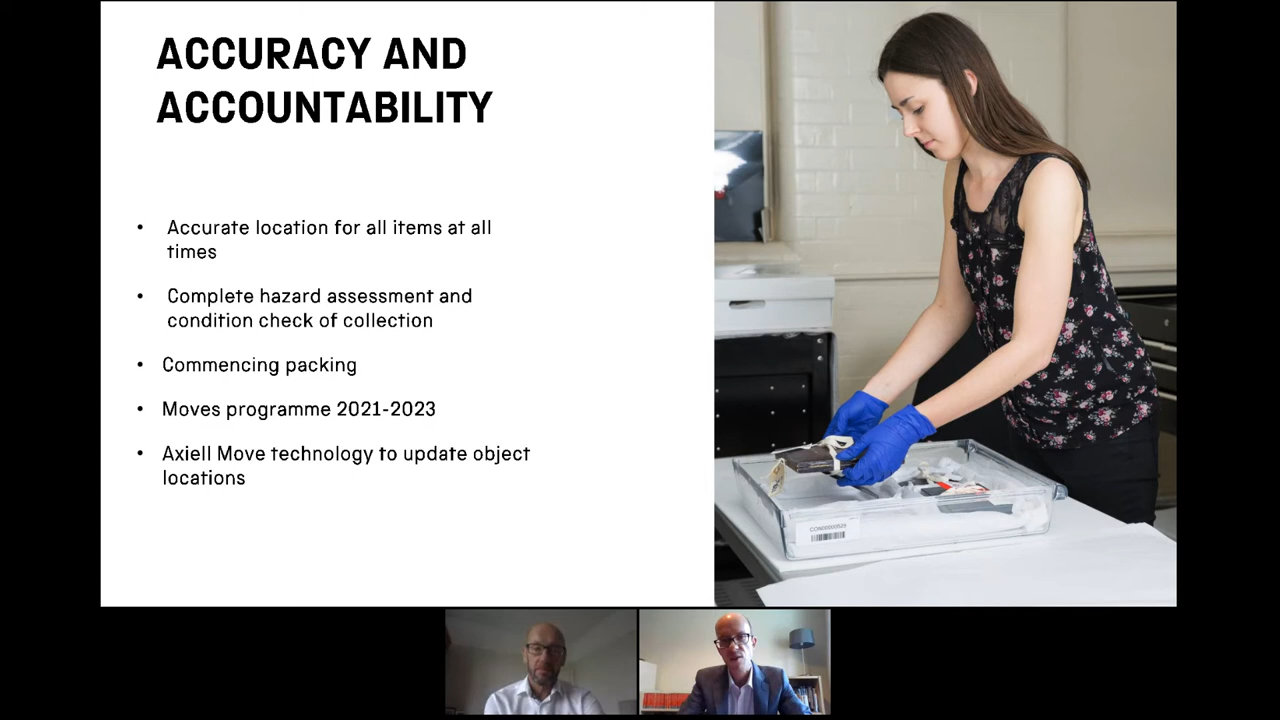 ACCURACY AND
ACCOUNTABILITY
• Accurate location for all items at all
times
• Complete hazard assessment and
condition check of collection
• Commencing packing
• Moves programme 2021-2023
• Axiell Move technology to update object
locations